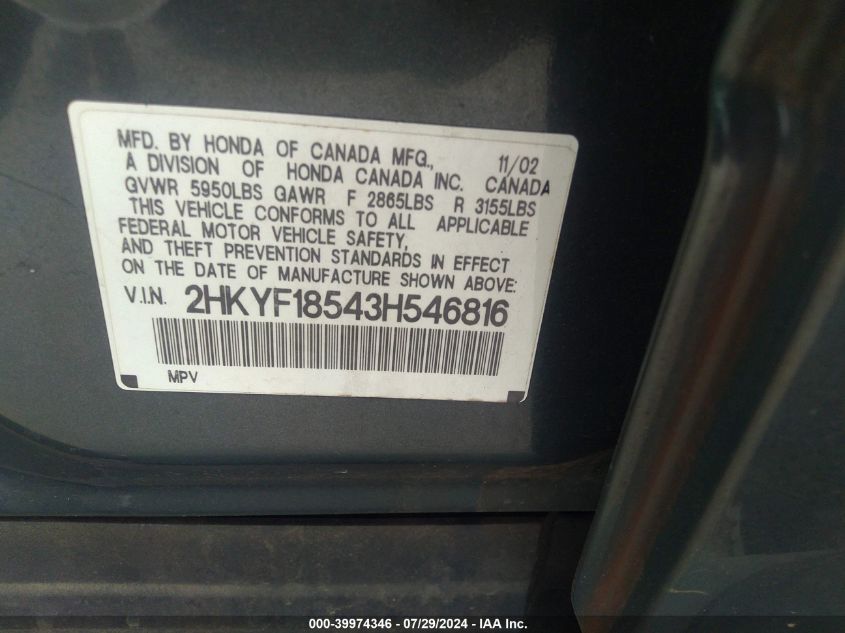 MFD. BY HONDA OF CANADA MFG., 11/02
A DIVISION OF HONDA CANADA INC. CANADA
GVWR 5950LBS GAWR F 2865LBS R 3155LBS
THIS VEHICLE CONFORMS TO ALL APPLICABLE
FEDERAL MOTOR VEHICLE SAFETY,
AND THEFT PREVENTION STANDARDS IN EFFECT
ON THE DATE OF MANUFACTURE SHOWN ABOVE:
V.I.N. 2HKYF18543H546816
MPV
000-39974346 - 07/29/2024 - IAA Inc.